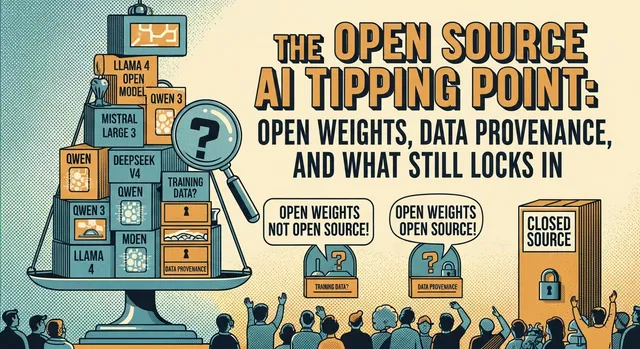 THE OPEN SOURCE
AI TIPPING POINT:
OPEN WEIGHTS, DATA PROVENANCE,
AND WHAT STILL LOCKS IN
LLAMA 4
OPEN
MODEL
QWEN 3
MISTRAL
LARGE 3
?
QWEN
DEEPSEEK
V4
QWEN
TRAINING
DATA?
QWEN 3
MOEN
LLAMA
4
DATA PROVENANCE
OPEN WEIGHTS
NOT OPEN SOURCE!
?
TRAINING DATA?
OPEN WEIGHTS
OPEN SOURCE!
?
DATA PROVENANCE
CLOSED
SOURCE